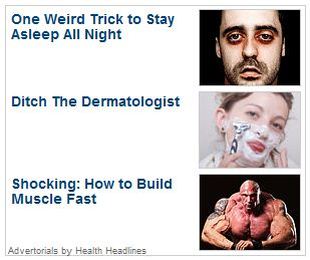 One Weird Trick to Stay
Asleep All Night
Ditch The Dermatologist
Shocking: How to Build
Muscle Fast
Advertorials by Health Headlines